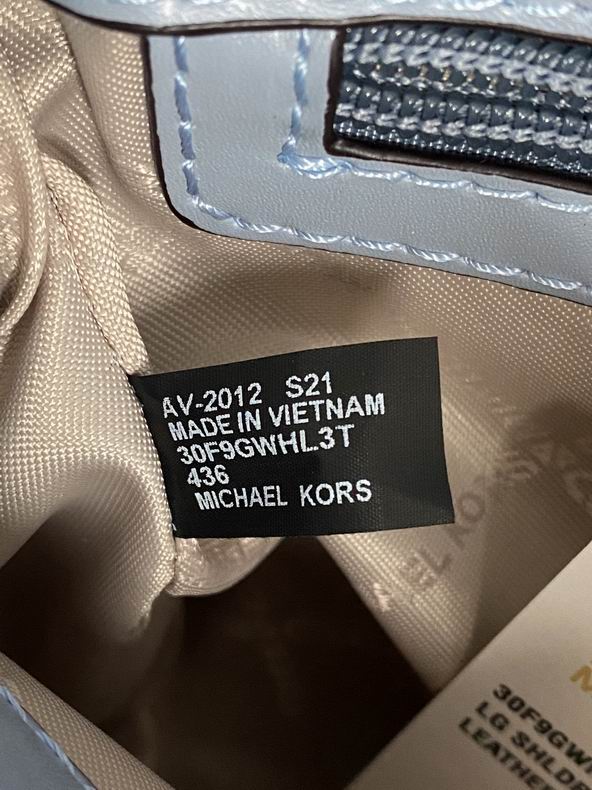 AV-2012 S21
MADE IN VIETNAM
30F9GWHL3T
436
MICHAEL KORS
30F9GW
LG SHLD
LEATHE